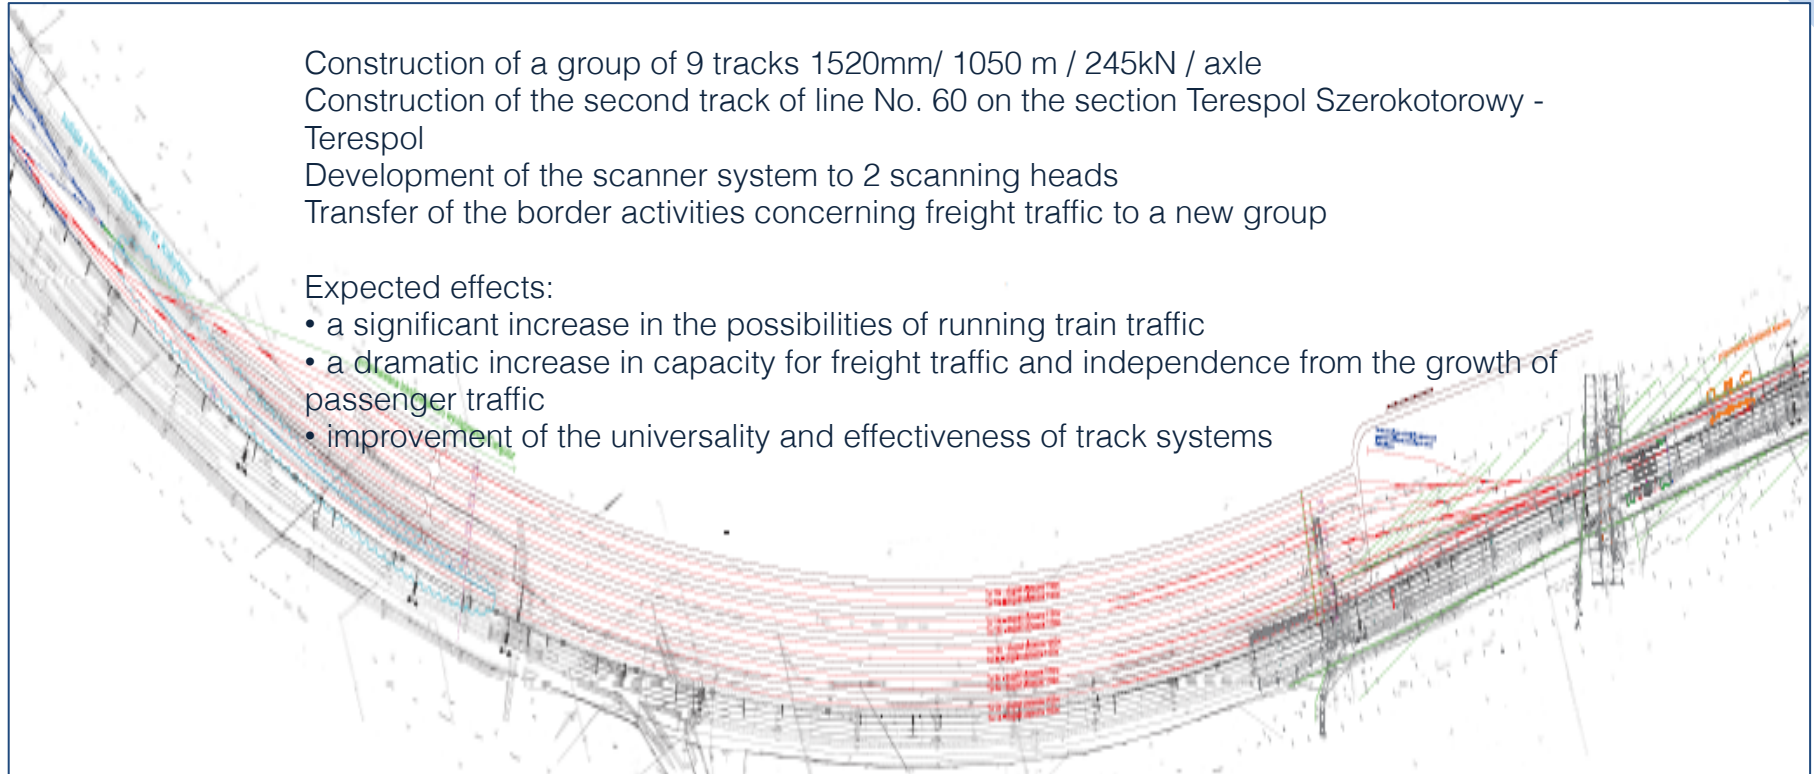 Construction of a group of 9 tracks 1520mm/ 1050 m / 245kN / axle
Construction of the second track of line No. 60 on the section Terespol Szerokotorowy -
Terespol
Development of the scanner system to 2 scanning heads
Transfer of the border activities concerning freight traffic to a new group
Expected effects:
• a significant increase in the possibilities of running train traffic
• a dramatic increase in capacity for freight traffic and independence from the growth of
passenger traffic
• improvement of the universality and effectiveness of track systems